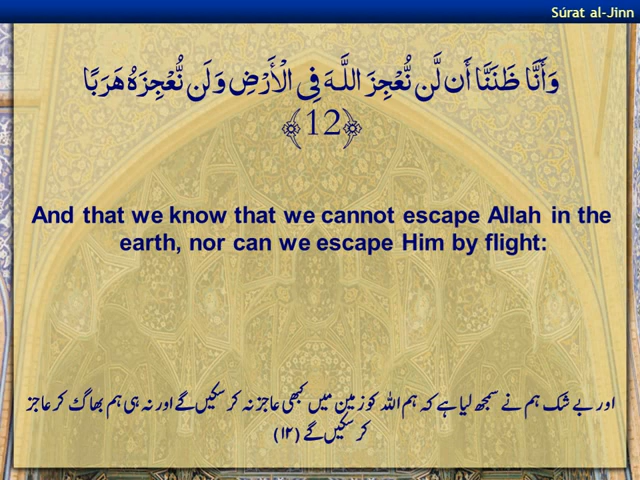 Súrat al-Jinn
وَأَنَّا ظَنَنَّا أَن لَّن نُّعْجِزَ اللَّـهَ فِي الْأَرْضِ وَلَن نُّعْجِزَهُ هَرَبًا
﴿12﴾
And that we know that we cannot escape Allah in the
earth, nor can we escape Him by flight:
اور بے شک ہم نے سمجھ لیا ہے کہ ہم اللہ کو زمین میں کبھی عاجز نہ کر سکیں گے اور نہ ہی ہم بھاگ کر عاجز
کر سکیں گے (۱۲)